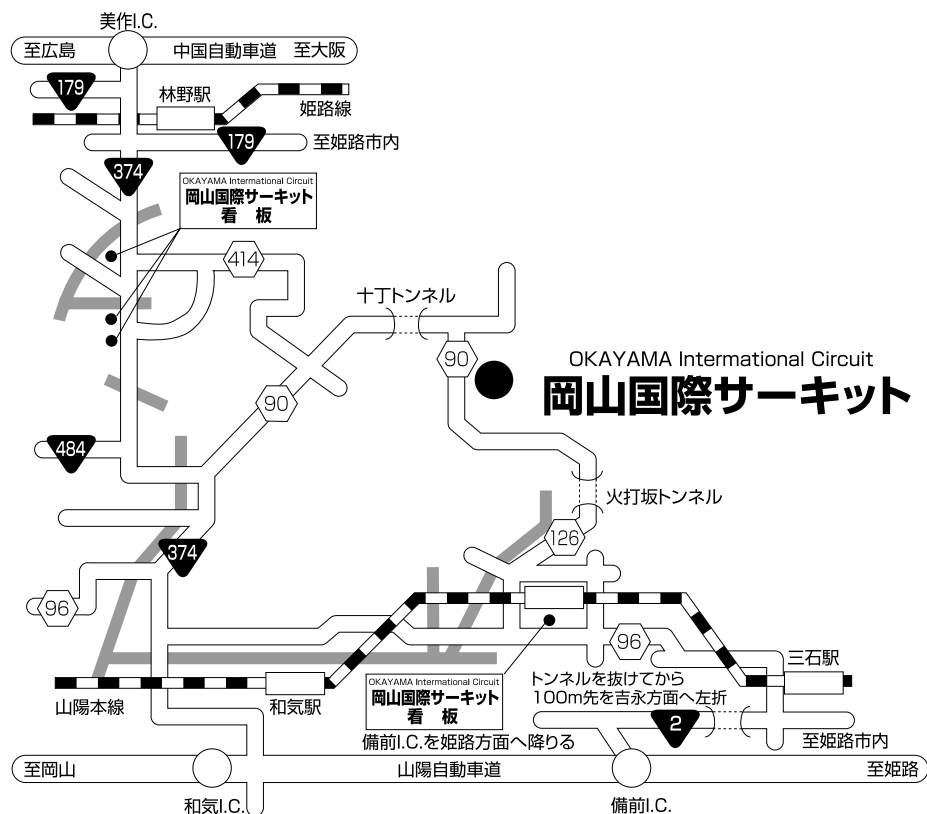 美作I.C.
至広島
中国自動車道
至大阪
179
林野駅
姫路線
179
至姫路市内
374
OKAYAMA International Circuit
岡山国際サーキット
看 板
414
十丁トンネル
90
OKAYAMA International Circuit
岡山国際サーキット
90
484
火打坂トンネル
126
374
96
96
三石駅
トンネルを抜けてから
100m先を吉永方面へ左折
山陽本線
和気駅
OKAYAMA International Circuit
岡山国際サーキット
看 板
2
備前I.C.を姫路方面へ降りる
至姫路市内
至岡山
山陽自動車道
至姫路
和気I.C.
備前I.C.